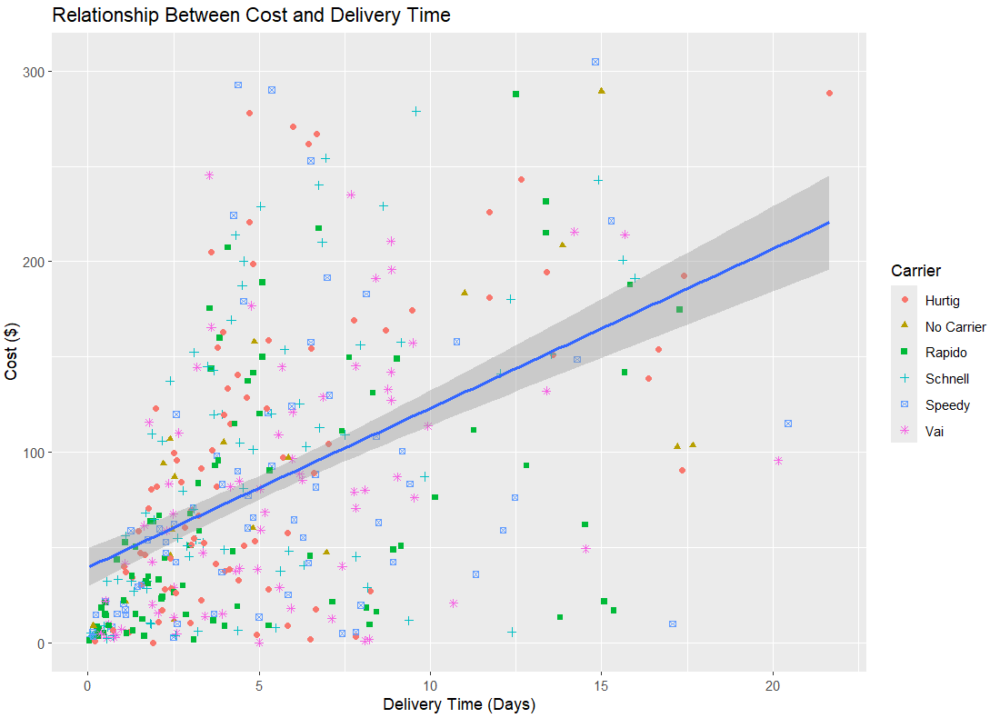 Relationship Between Cost and Delivery Time
300
200
100
0
Cost ($)
0 5 10 15 20
Delivery Time (Days)
Carrier
Hurtig
No Carrier
Rapido
Schnell
Speedy
Vai